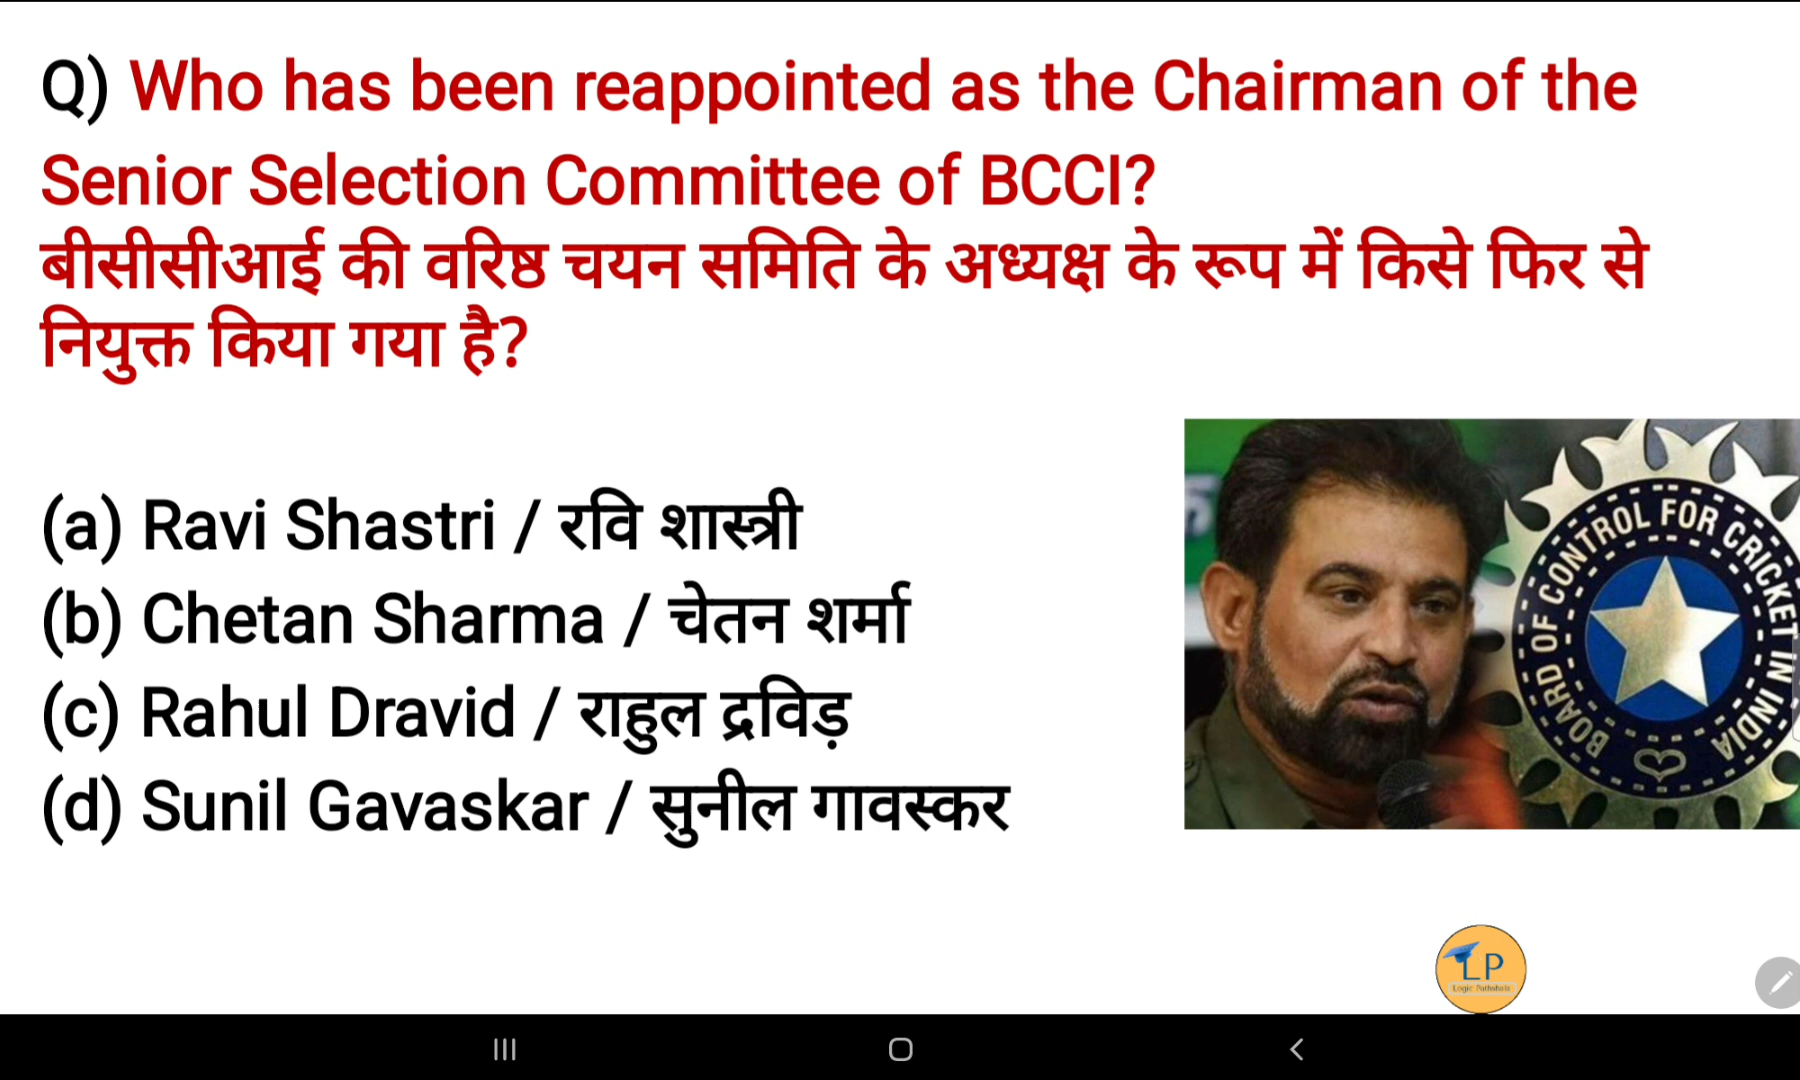 Q) Who has been reappointed as the Chairman of the
Senior Selection Committee of BCCI?
बीसीसीआई की वरिष्ठ चयन समिति के अध्यक्ष के रूप में किसे फिर से
नियुक्त किया गया है?
(a) Ravi Shastri / रवि शास्त्री
(b) Chetan Sharma / चेतन शर्मा
(c) Rahul Dravid / राहुल द्रविड़
(d) Sunil Gavaskar / सुनील गावस्कर
BOARD OF CONTROL FOR CRICKET IN INDIA
LP
Logic Pathshala